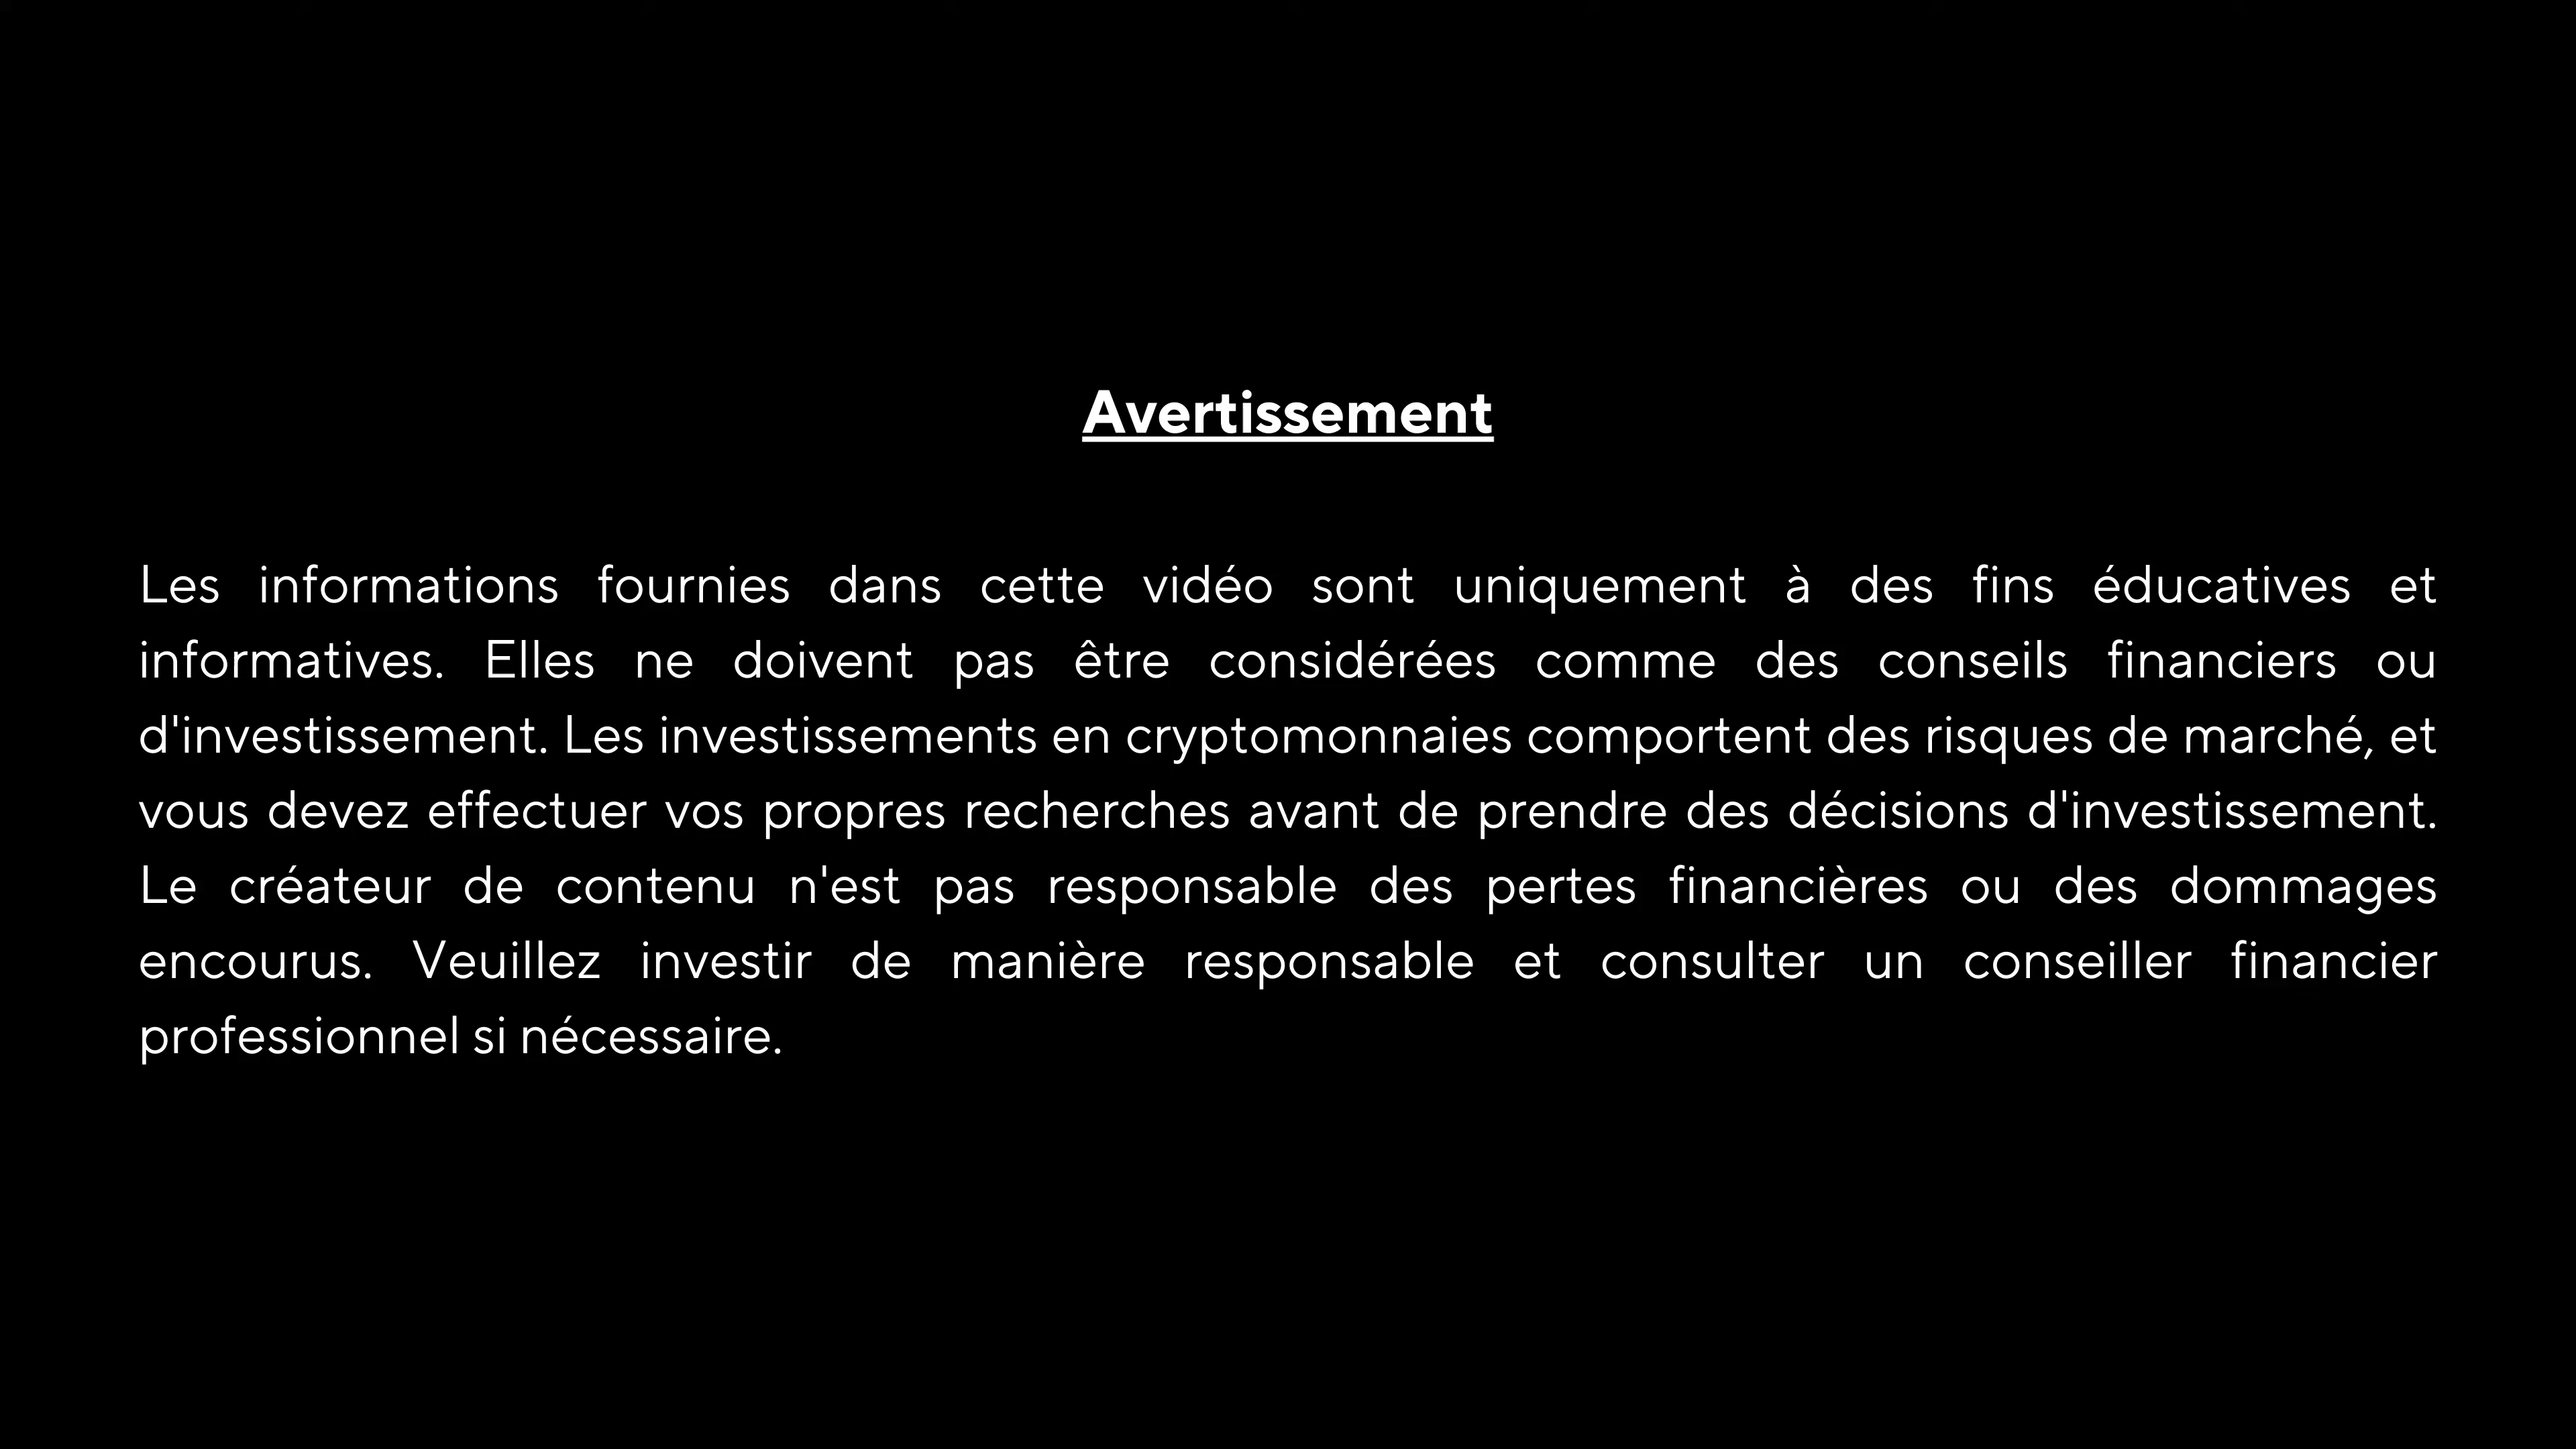 Avertissement
Les informations fournies dans cette vidéo sont uniquement à des fins éducatives et
informatives. Elles ne doivent pas être considérées comme des conseils financiers ou
d'investissement. Les investissements en cryptomonnaies comportent des risques de marché, et
vous devez effectuer vos propres recherches avant de prendre des décisions d'investissement.
Le créateur de contenu n'est pas responsable des pertes financières ou des dommages
encourus. Veuillez investir de manière responsable et consulter un conseiller financier
professionnel si nécessaire.